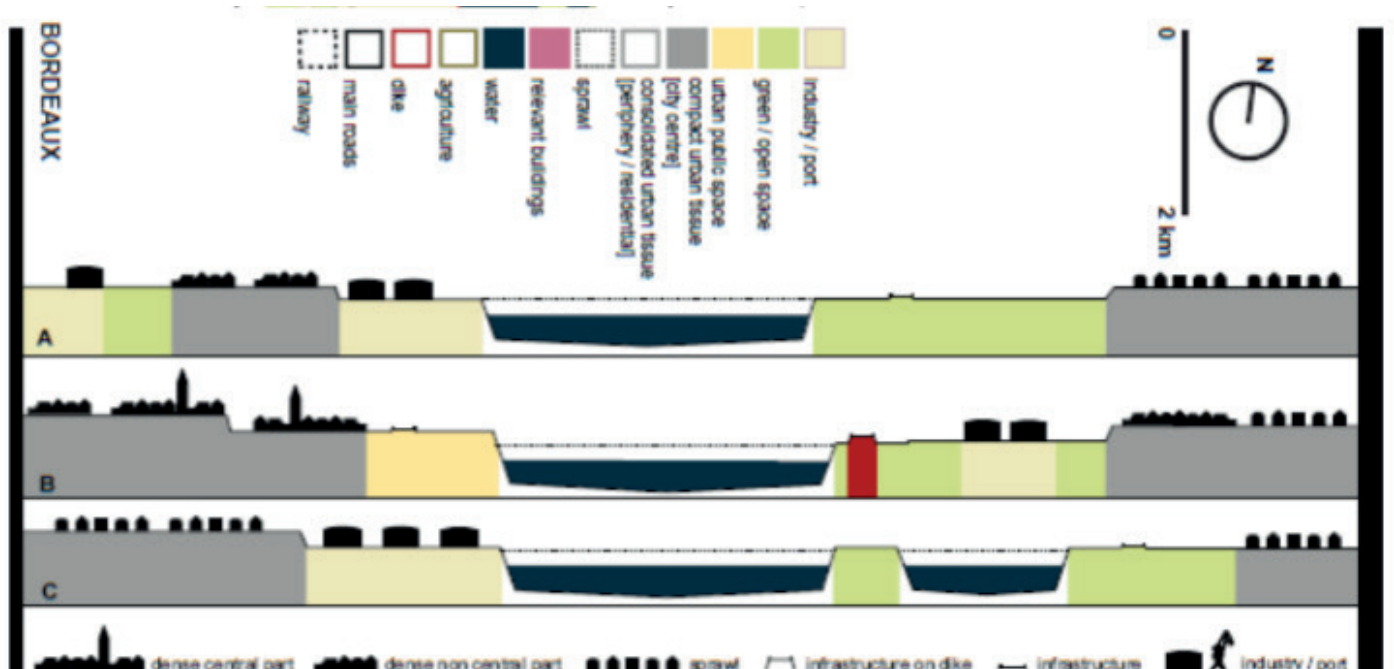 BORDEAUX
railway
main roads
dike
agriculture
water
relevant buildings
sprawl
consolidated urban tissue
[periphery / residential]
compact urban tissue
[city centre]
urban public space
green / open space
industry / port
0
2 km
N
A
B
C
dense central part
dense non central part
sprawl
infrastructure on dike
infrastructure
industry / port